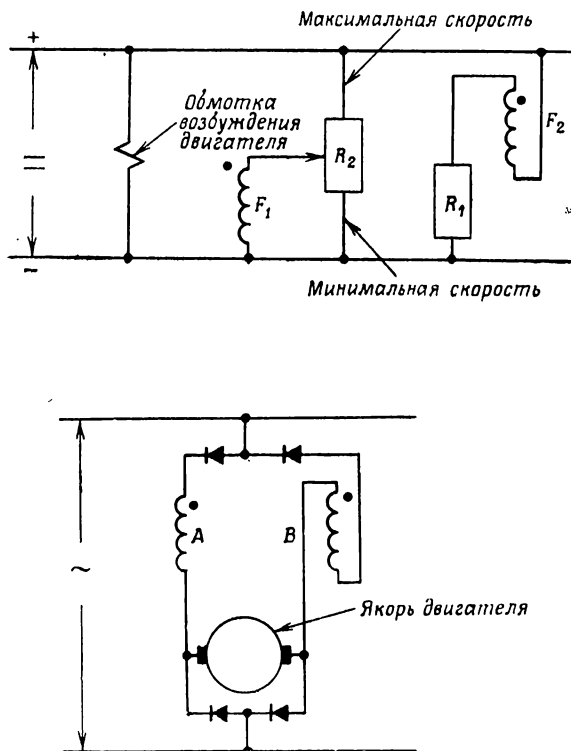 Максимальная скорость
+
Обмотка
возбуждения
двигателя
=
R₂
F₁
R₁
F₂
−
Минимальная скорость
A
B
~
Якорь двигателя